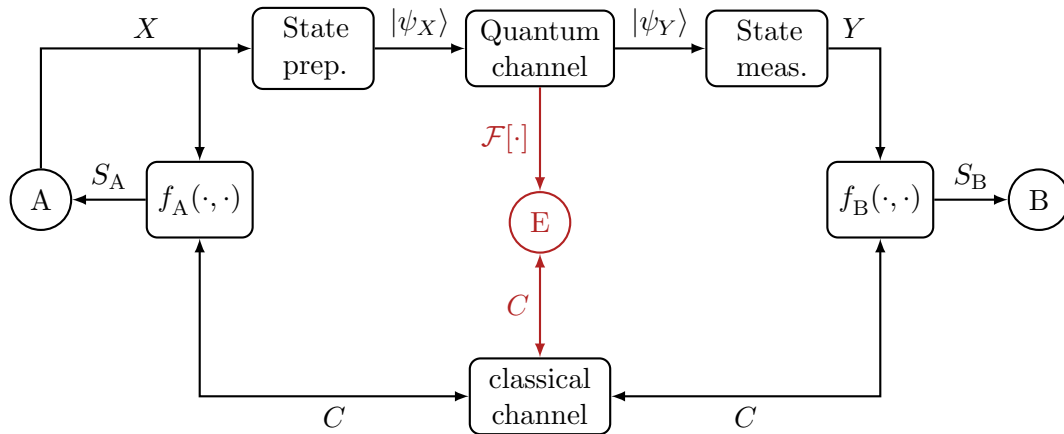 X
State
prep.
|ψ_X⟩
Quantum
channel
|ψ_Y⟩
State
meas.
Y
ℱ[·]
A
S_A
f_A(·,·)
E
f_B(·,·)
S_B
B
C
classical
channel
C
C